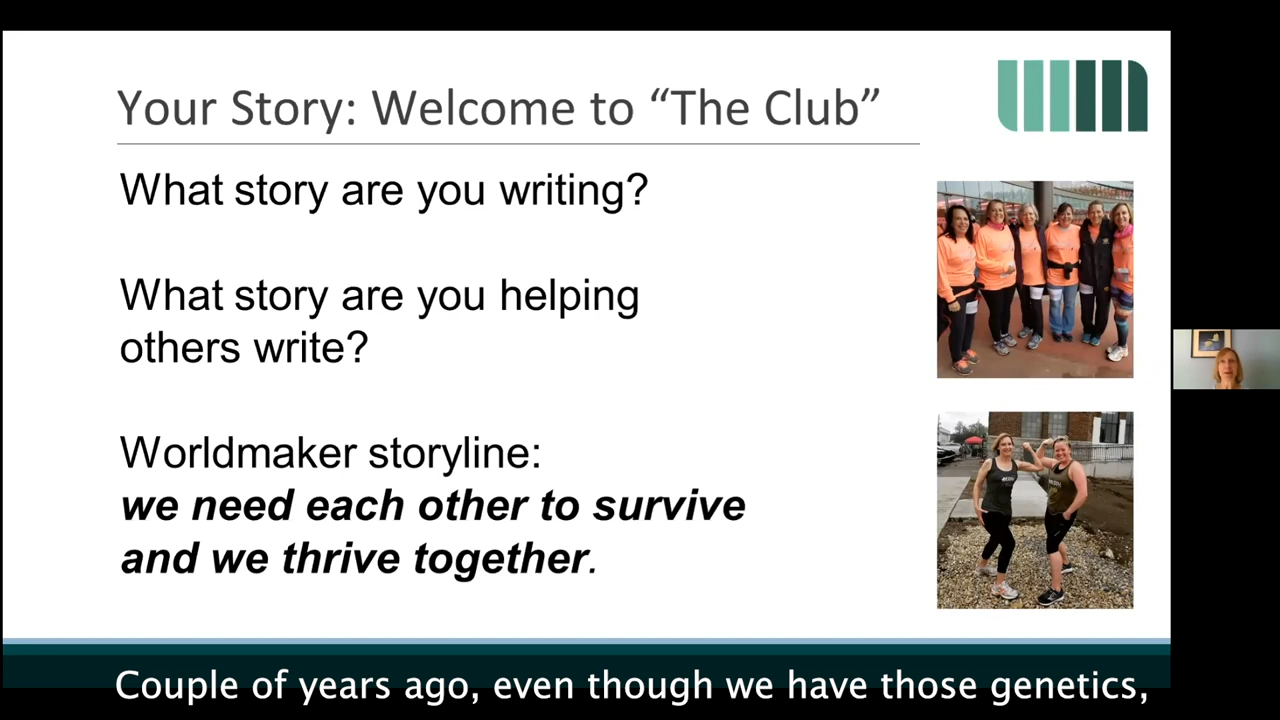 Your Story: Welcome to “The Club”
What story are you writing?
What story are you helping
others write?
Worldmaker storyline:
we need each other to survive
and we thrive together.
Couple of years ago, even though we have those genetics,